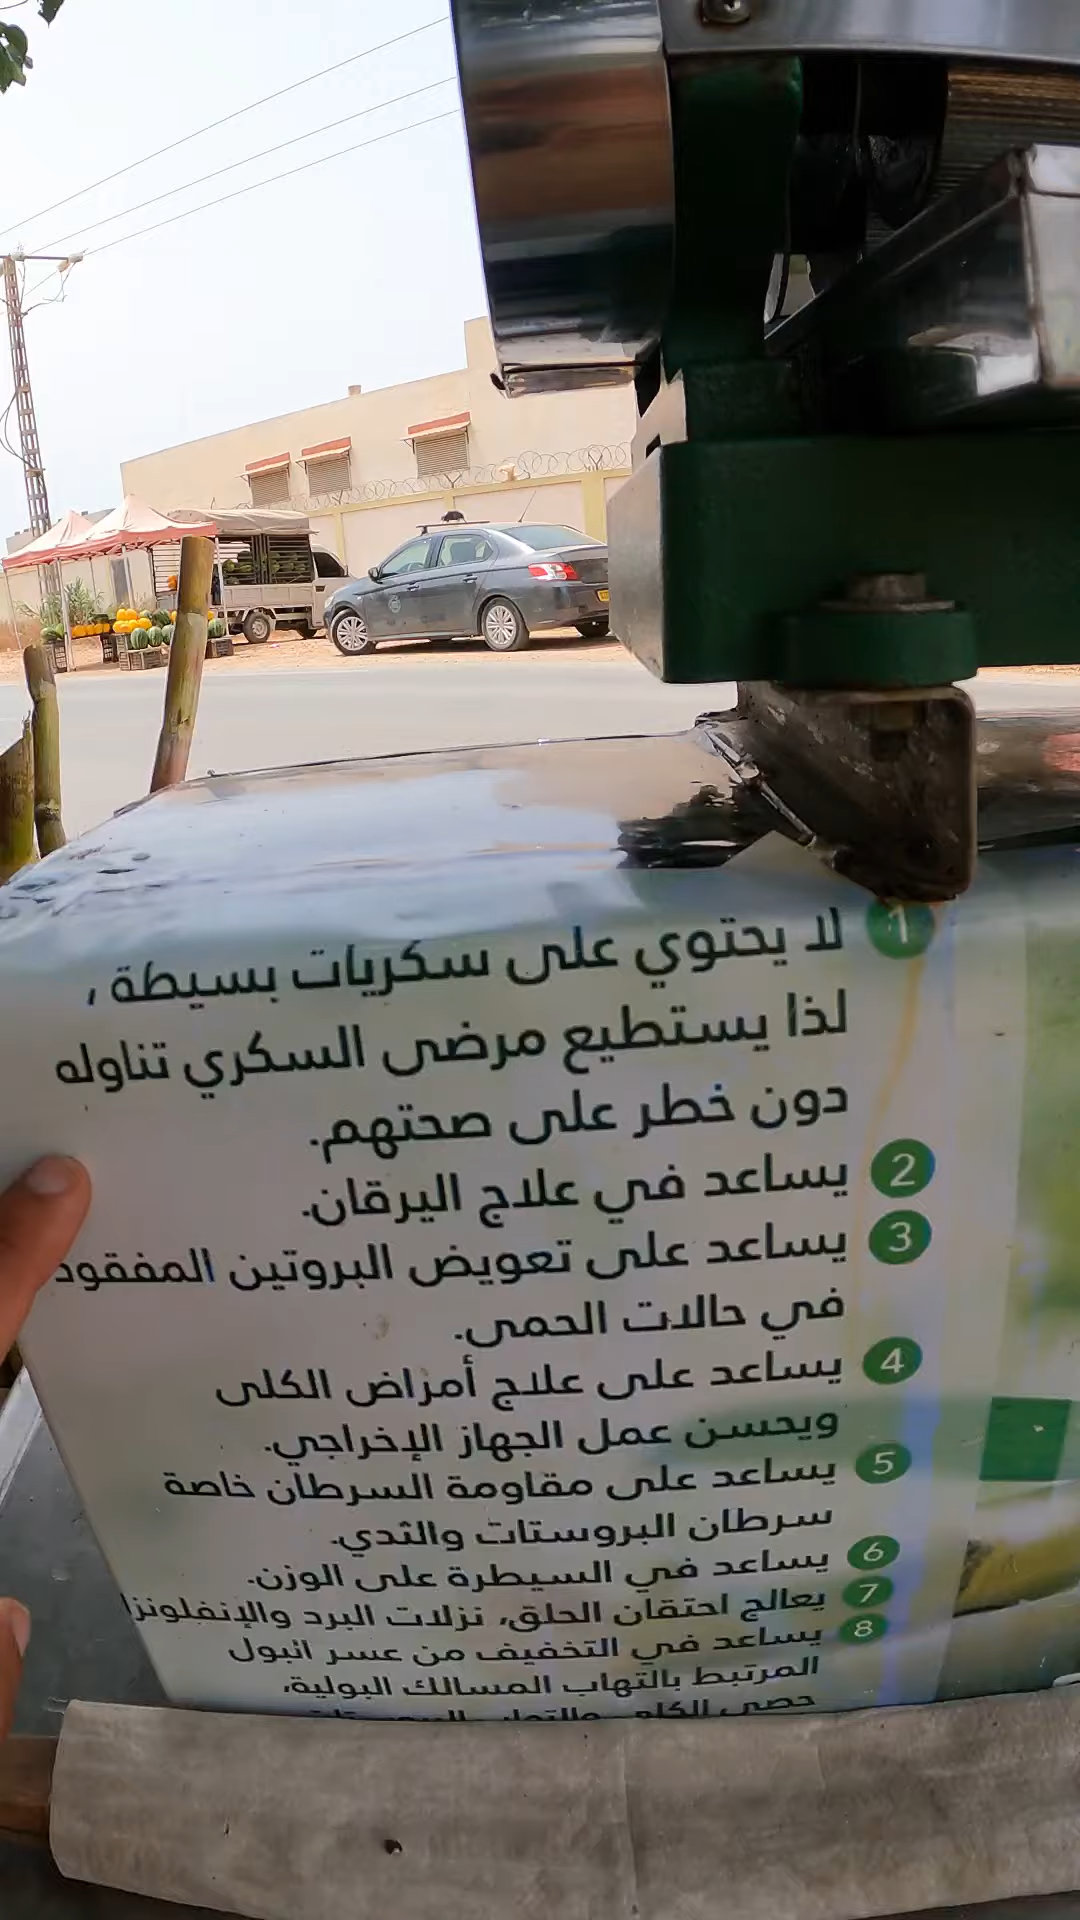 1 لا يحتوي على سكريات بسيطة ،
لذا يستطيع مرضى السكري تناوله
دون خطر على صحتهم.
2 يساعد في علاج اليرقان.
3 يساعد على تعويض البروتين المفقود
في حالات الحمى.
4 يساعد على علاج أمراض الكلى
ويحسن عمل الجهاز الإخراجي.
5 يساعد على مقاومة السرطان خاصة
سرطان البروستات والثدي.
6 يساعد في السيطرة على الوزن.
7 يعالج احتقان الحلق، نزلات البرد والإنفلونزا
8 يساعد في التخفيف من عسر البول
المرتبط بالتهاب المسالك البولية،
حصى الكلى